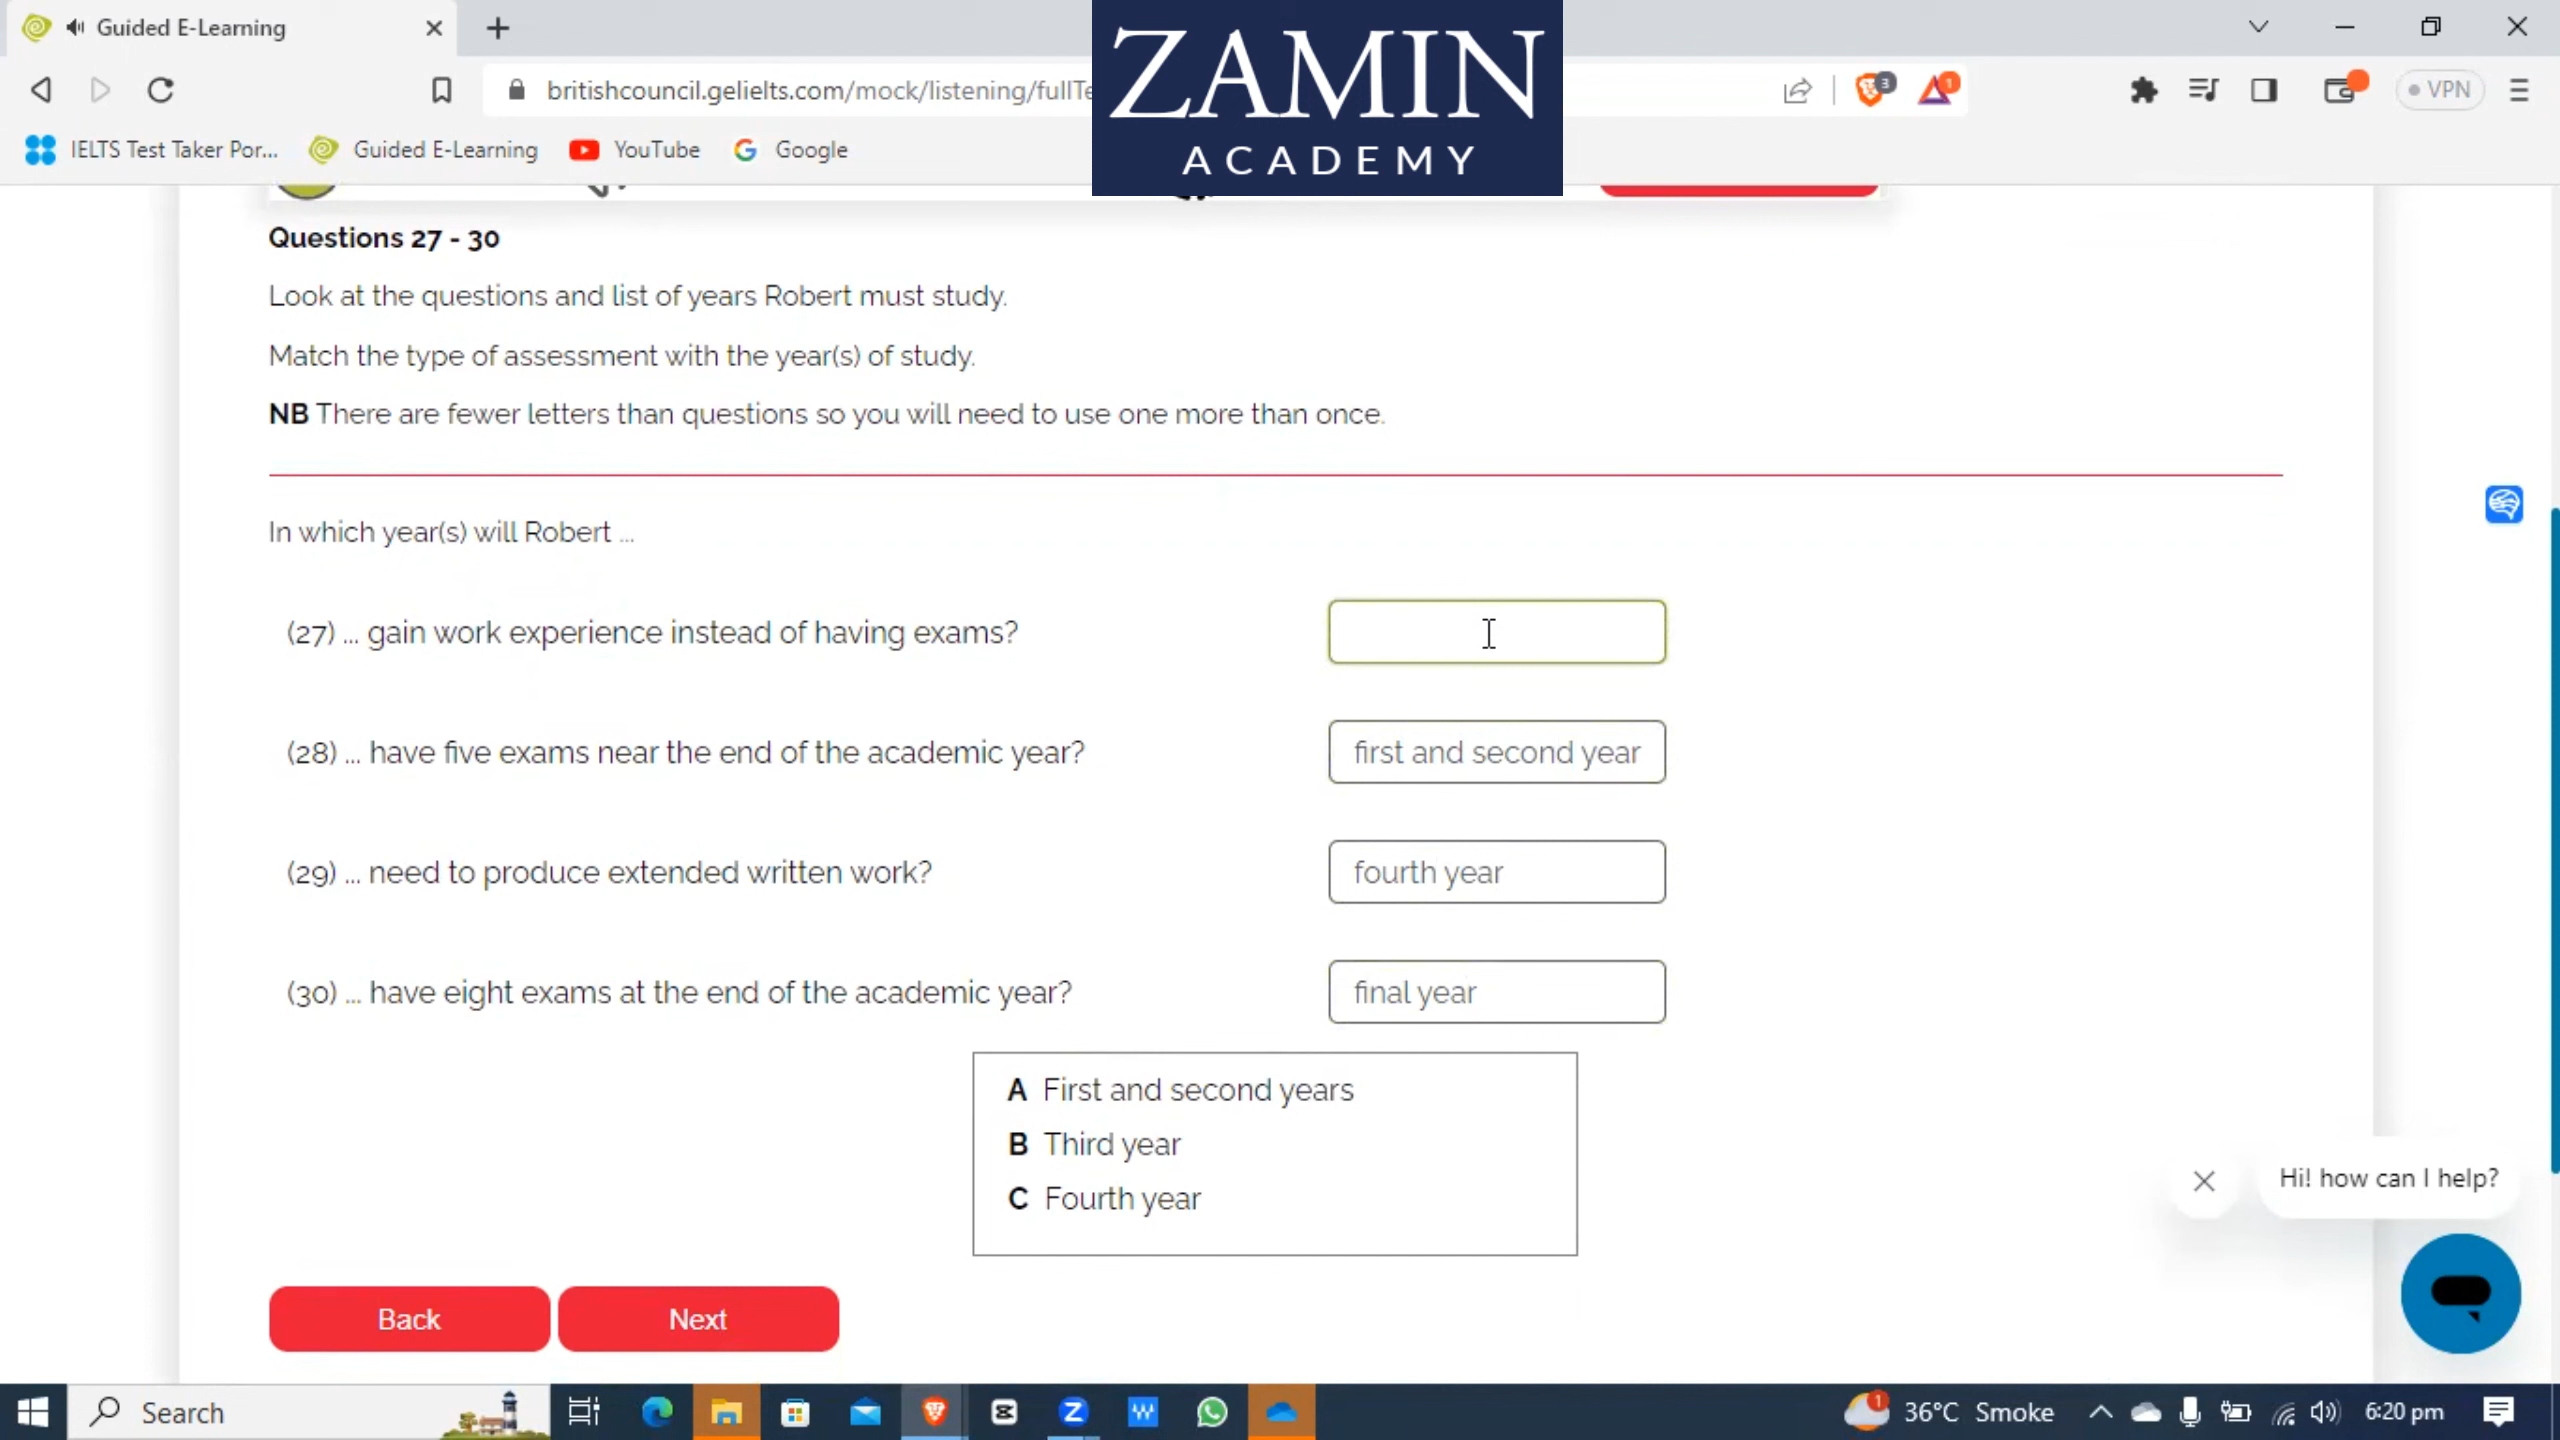 Guided E-Learning
britishcouncil.gelielts.com/mock/listening/fullTe
ZAMIN
ACADEMY
3
1
VPN
IELTS Test Taker Por...
Guided E-Learning
YouTube
Google
Questions 27 - 30
Look at the questions and list of years Robert must study.
Match the type of assessment with the year(s) of study.
NB There are fewer letters than questions so you will need to use one more than once.
In which year(s) will Robert ...
(27) ... gain work experience instead of having exams?
(28) ... have five exams near the end of the academic year?
first and second year
(29) ... need to produce extended written work?
fourth year
(30) ... have eight exams at the end of the academic year?
final year
A First and second years
B Third year
C Fourth year
Hi! how can I help?
Back
Next
Search
1
36°C Smoke
6:20 pm